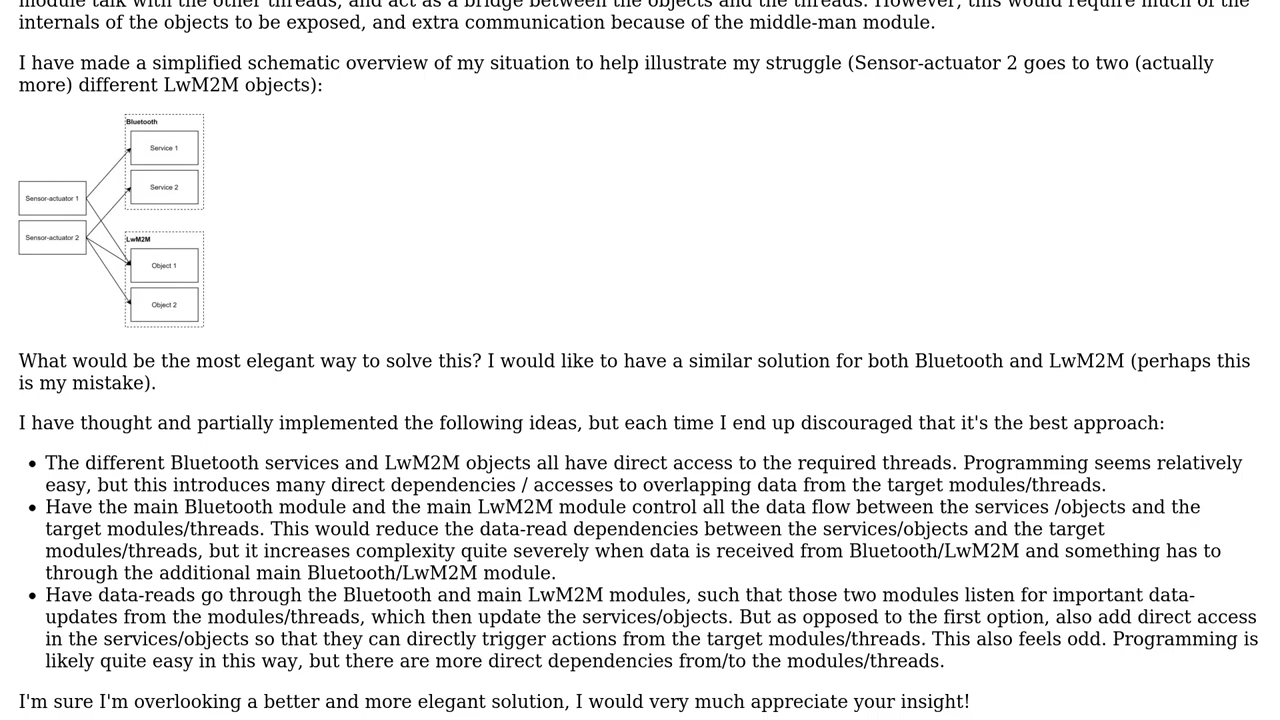 module talk with the other threads, and act as a bridge between the objects and the threads. However, this would require much of the
internals of the objects to be exposed, and extra communication because of the middle-man module.
I have made a simplified schematic overview of my situation to help illustrate my struggle (Sensor-actuator 2 goes to two (actually
more) different LwM2M objects):
Bluetooth
Service 1
Service 2
Sensor-actuator 1
Sensor-actuator 2
LwM2M
Object 1
Object 2
What would be the most elegant way to solve this? I would like to have a similar solution for both Bluetooth and LwM2M (perhaps this
is my mistake).
I have thought and partially implemented the following ideas, but each time I end up discouraged that it's the best approach:
• The different Bluetooth services and LwM2M objects all have direct access to the required threads. Programming seems relatively
easy, but this introduces many direct dependencies / accesses to overlapping data from the target modules/threads.
• Have the main Bluetooth module and the main LwM2M module control all the data flow between the services /objects and the
target modules/threads. This would reduce the data-read dependencies between the services/objects and the target
modules/threads, but it increases complexity quite severely when data is received from Bluetooth/LwM2M and something has to
through the additional main Bluetooth/LwM2M module.
• Have data-reads go through the Bluetooth and main LwM2M modules, such that those two modules listen for important data-
updates from the modules/threads, which then update the services/objects. But as opposed to the first option, also add direct access
in the services/objects so that they can directly trigger actions from the target modules/threads. This also feels odd. Programming is
likely quite easy in this way, but there are more direct dependencies from/to the modules/threads.
I'm sure I'm overlooking a better and more elegant solution, I would very much appreciate your insight!